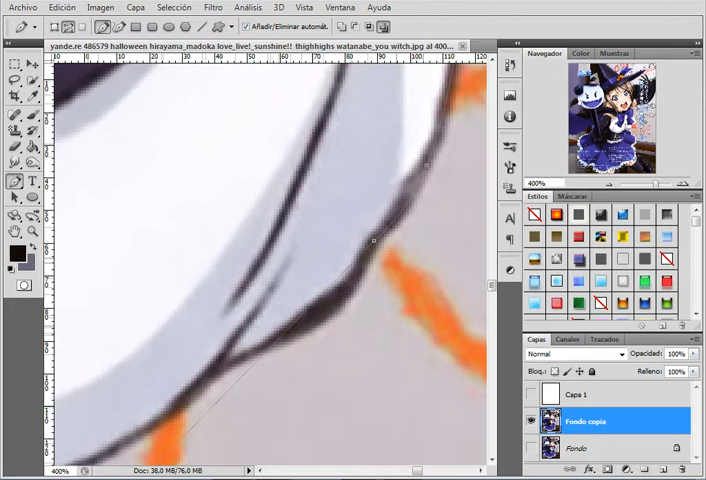 Archivo Edición Imagen Capa Selección Filtro Análisis 3D Vista Ventana Ayuda
Añadir/Eliminar automát.
yande.re 486579 halloween hirayama_madoka love_live!_sunshine!! thighhighs watanabe_you witch.jpg al 400...
Navegador Color Muestras
400%
Estilos Máscaras
Capas Canales Trazados
Normal Opacidad: 100%
Bloq.: Relleno: 100%
Capa 1
Fondo copia
Fondo
400% Doc: 38,0 MB/76,0 MB